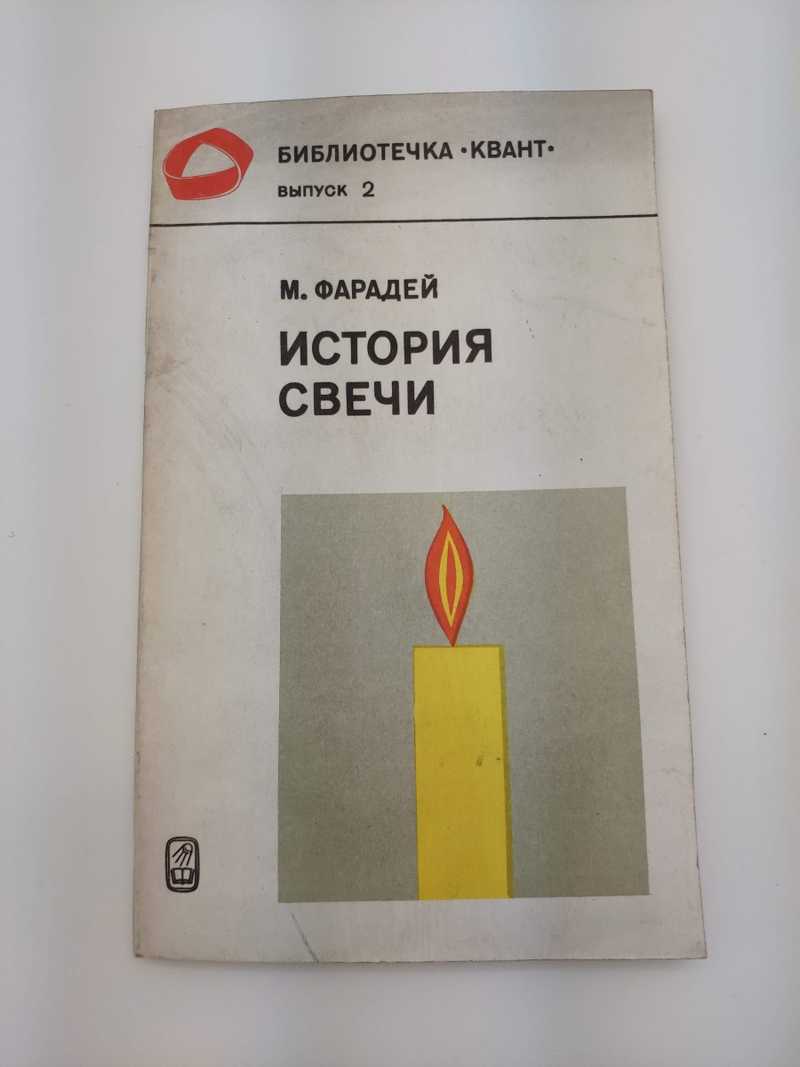 БИБЛИОТЕЧКА •КВАНТ•
ВЫПУСК 2
М. ФАРАДЕЙ
ИСТОРИЯ
СВЕЧИ